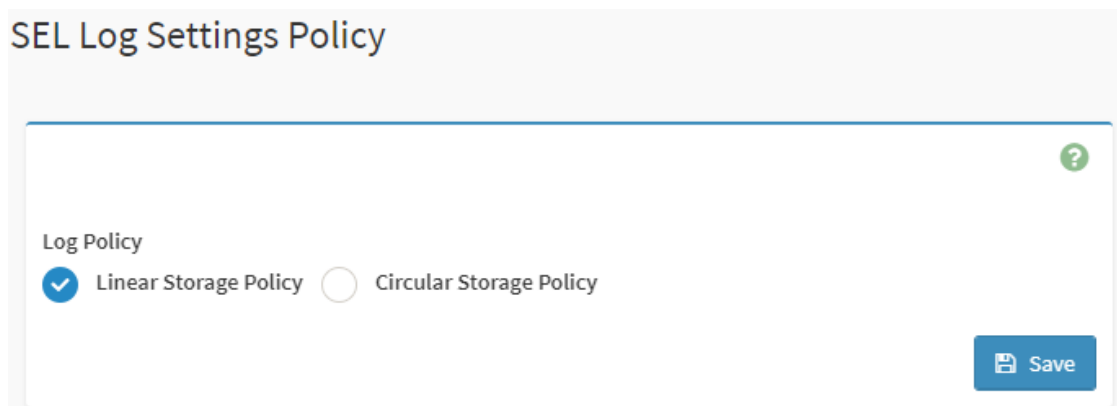 SEL Log Settings Policy
Log Policy
Linear Storage Policy Circular Storage Policy
Save